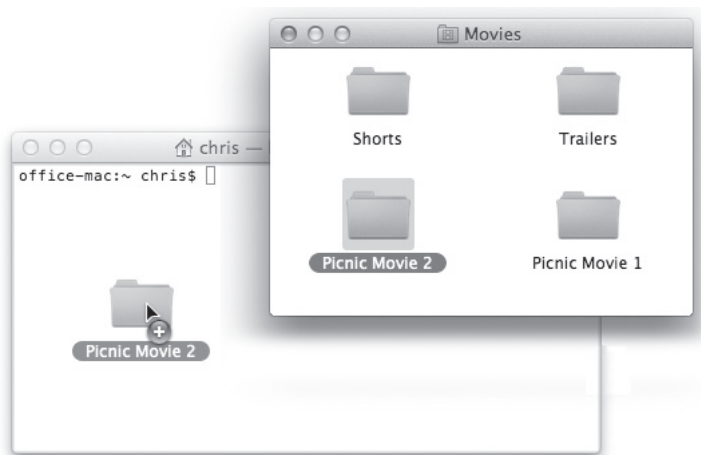 Movies
Shorts
Trailers
chris —
office-mac:~ chris$
Picnic Movie 2
Picnic Movie 1
Picnic Movie 2